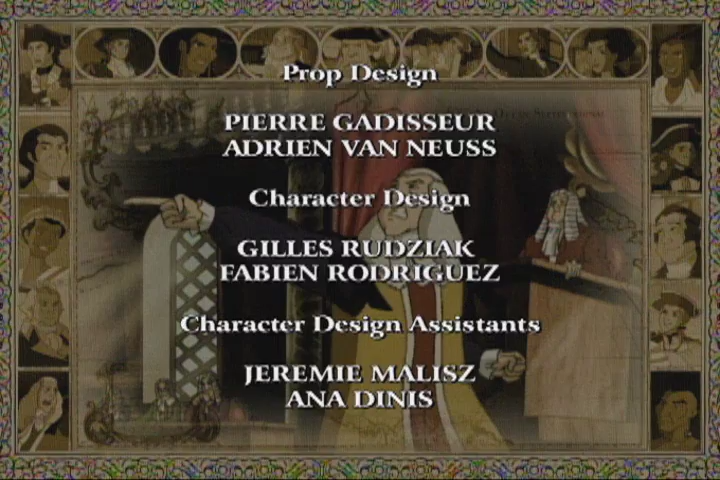 Prop Design
PIERRE GADISSEUR
ADRIEN VAN NEUSS
Character Design
GILLES RUDZIAK
FABIEN RODRIGUEZ
Character Design Assistants
JEREMIE MALISZ
ANA DINIS